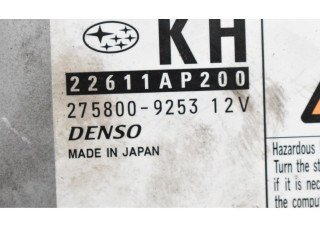 KH
22611AP200
275800-9253 12V
DENSO
MADE IN JAPAN
Hazardous
Turn the st
if it is nec
the compu